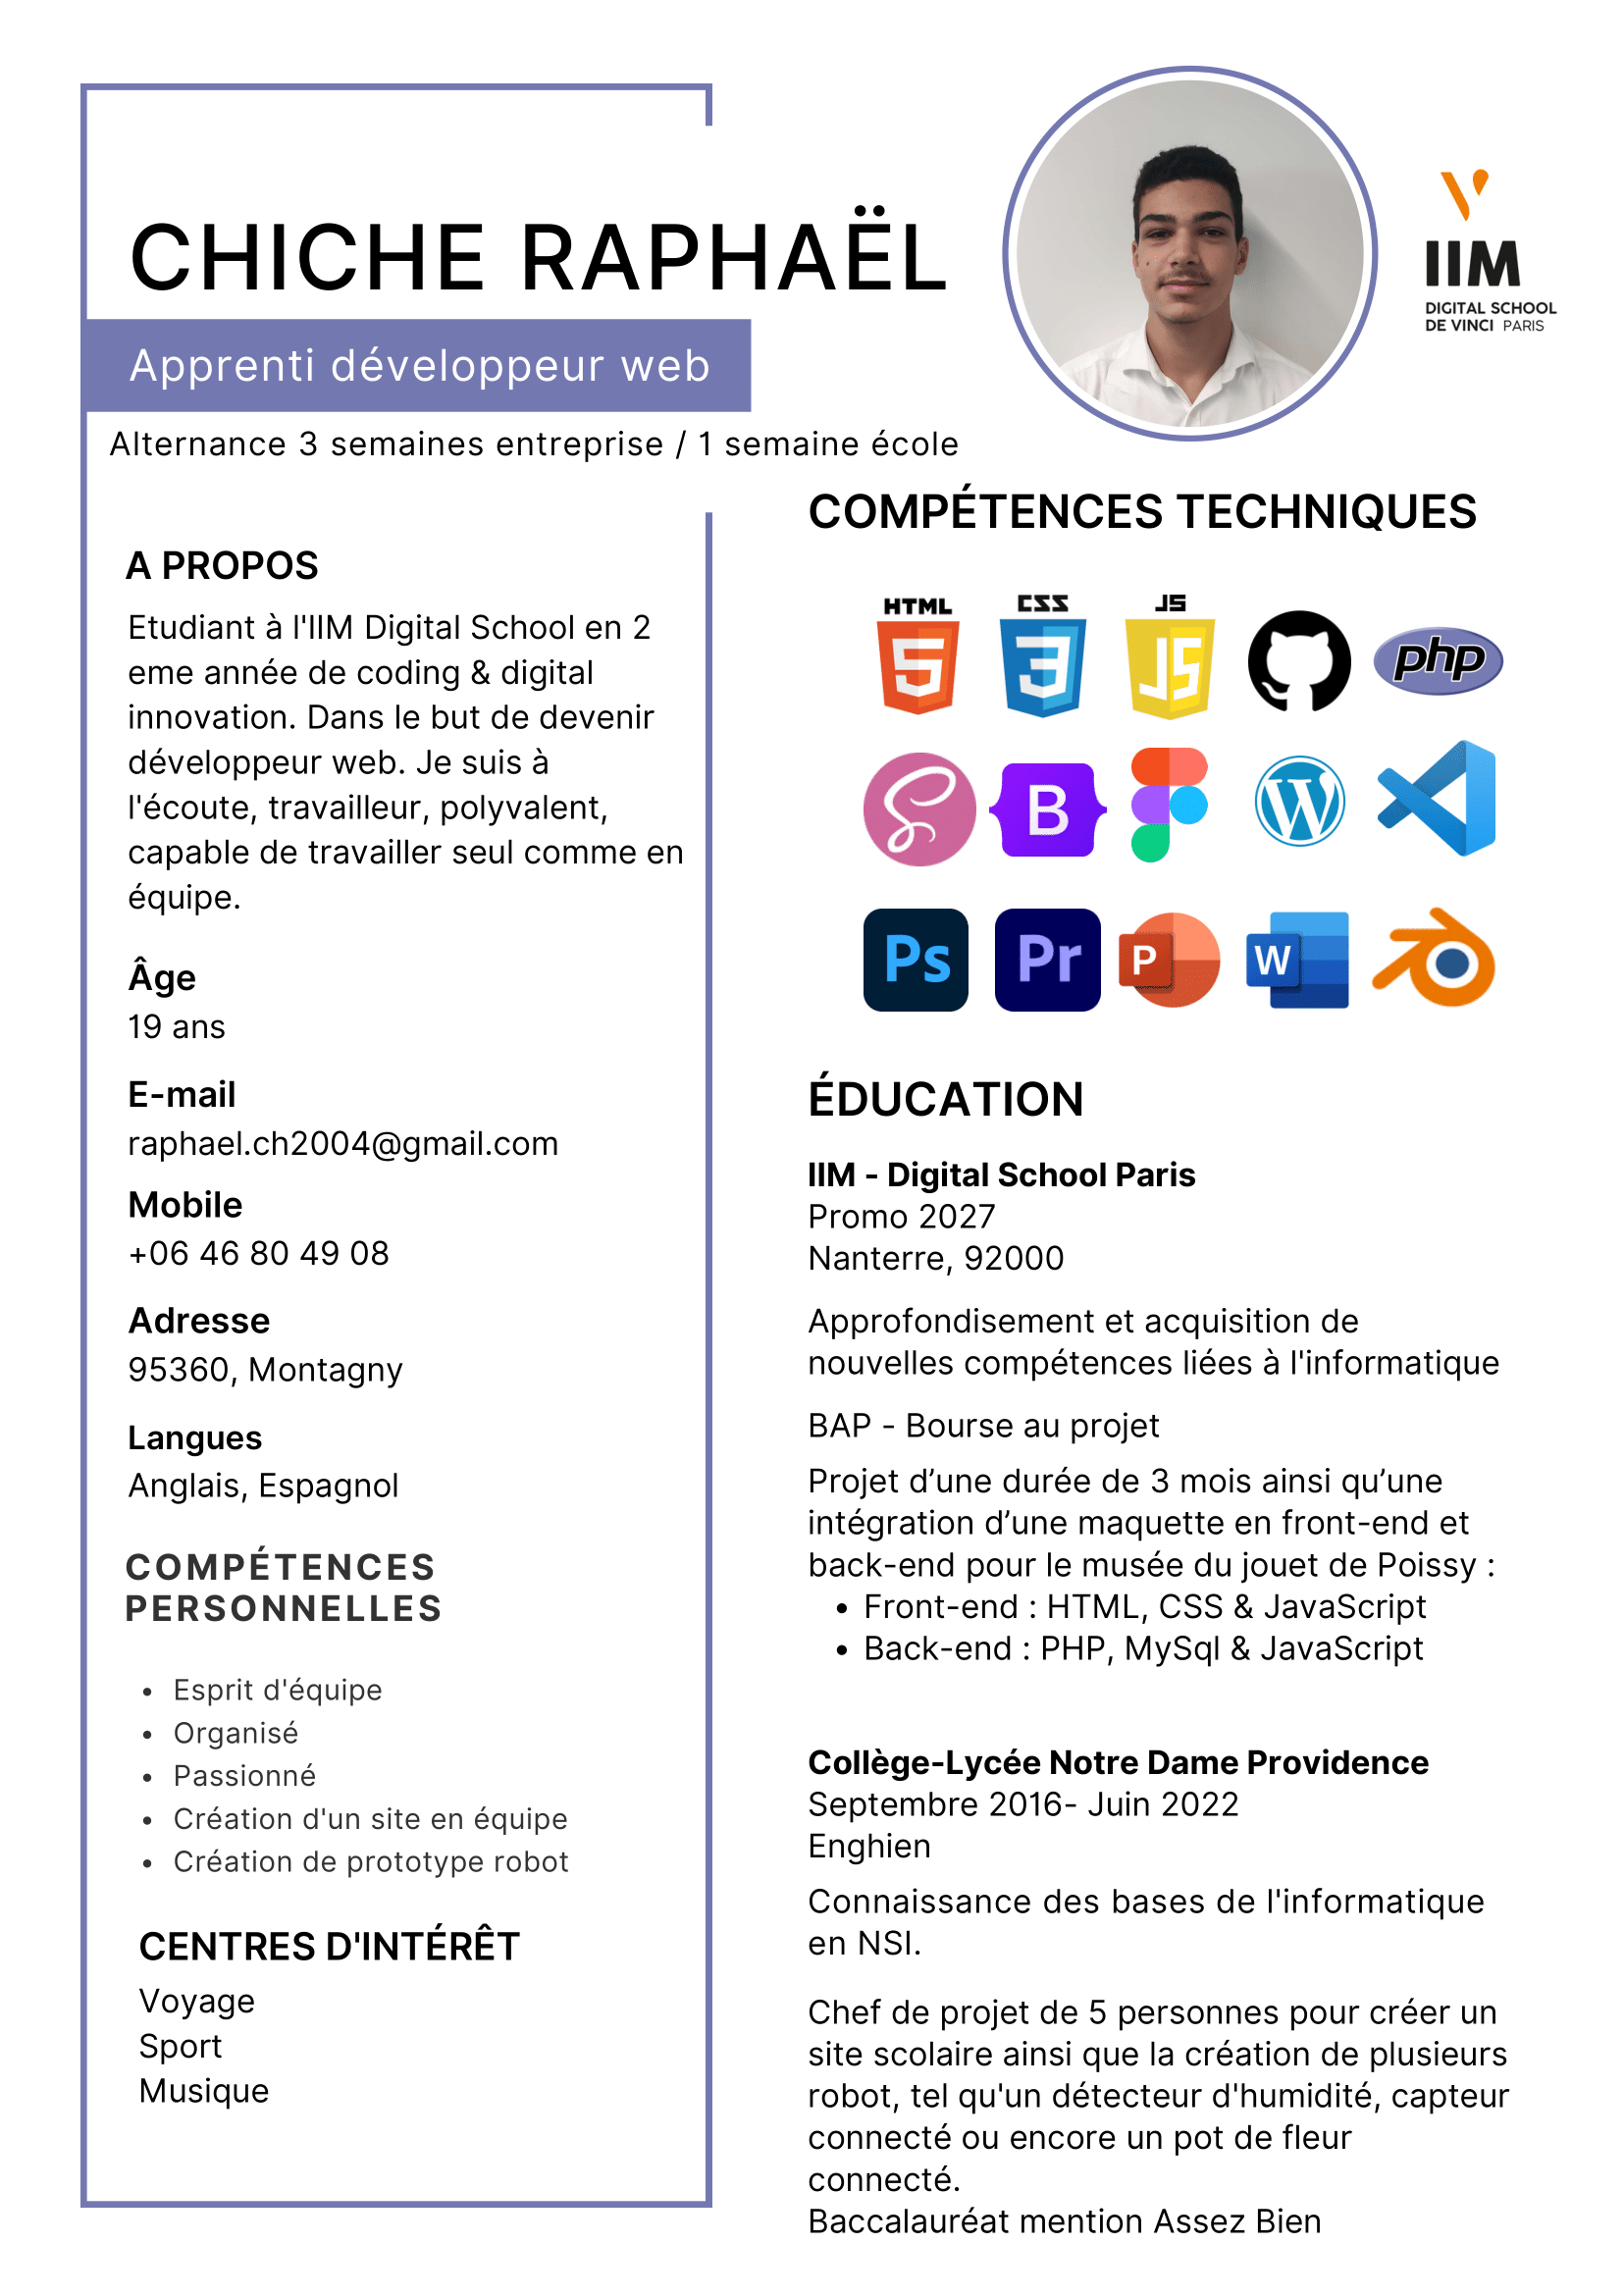 CHICHE RAPHAËL
Apprenti développeur web
Alternance 3 semaines entreprise / 1 semaine école
IIM
DIGITAL SCHOOL
DE VINCI PARIS
A PROPOS
Etudiant à l'IIM Digital School en 2
eme année de coding & digital
innovation. Dans le but de devenir
développeur web. Je suis à
l'écoute, travailleur, polyvalent,
capable de travailler seul comme en
équipe.
Âge
19 ans
E-mail
raphael.ch2004@gmail.com
Mobile
+06 46 80 49 08
Adresse
95360, Montagny
Langues
Anglais, Espagnol
COMPÉTENCES
PERSONNELLES
• Esprit d'équipe
• Organisé
• Passionné
• Création d'un site en équipe
• Création de prototype robot
CENTRES D'INTÉRÊT
Voyage
Sport
Musique
COMPÉTENCES TECHNIQUES
HTML CSS JS
5 3 JS php
S B W
Ps Pr P W
ÉDUCATION
IIM - Digital School Paris
Promo 2027
Nanterre, 92000
Approfondisement et acquisition de
nouvelles compétences liées à l'informatique
BAP - Bourse au projet
Projet d’une durée de 3 mois ainsi qu’une
intégration d’une maquette en front-end et
back-end pour le musée du jouet de Poissy :
• Front-end : HTML, CSS & JavaScript
• Back-end : PHP, MySql & JavaScript
Collège-Lycée Notre Dame Providence
Septembre 2016- Juin 2022
Enghien
Connaissance des bases de l'informatique
en NSI.
Chef de projet de 5 personnes pour créer un
site scolaire ainsi que la création de plusieurs
robot, tel qu'un détecteur d'humidité, capteur
connecté ou encore un pot de fleur
connecté.
Baccalauréat mention Assez Bien